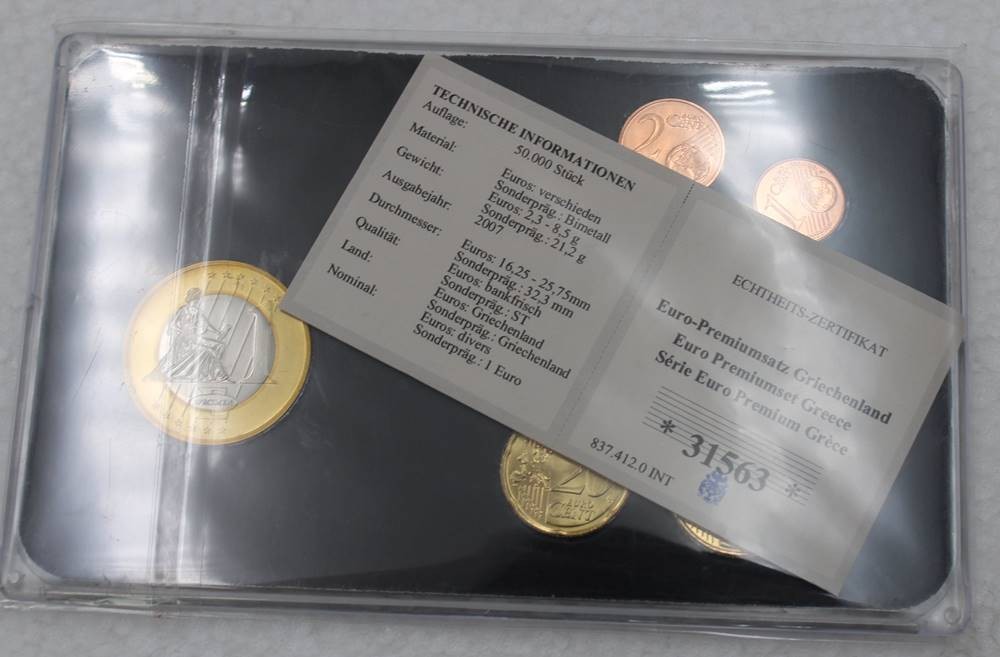 TECHNISCHE INFORMATIONEN
Auflage: 50.000 Stück
Material: Euros: verschieden
Sonderpräg.: Bimetall
Gewicht: Euros: 2,3 - 8,5 g
Sonderpräg.: 21,2 g
Ausgabejahr: 2007
Durchmesser: Euros: 16,25 - 25,75mm
Sonderpräg.: 32,3 mm
Qualität: Euros: bankfrisch
Sonderpräg.: ST
Land: Euros: Griechenland
Sonderpräg.: Griechenland
Nominal: Euros: divers
Sonderpräg.: 1 Euro
ECHTHEITS-ZERTIFIKAT
Euro-Premiumsatz Griechenland
Euro Premiumset Greece
Série Euro Premium Grèce
* 31563 *
837.412.0 INT
2 EURO CENT
1
20 EURO CENT